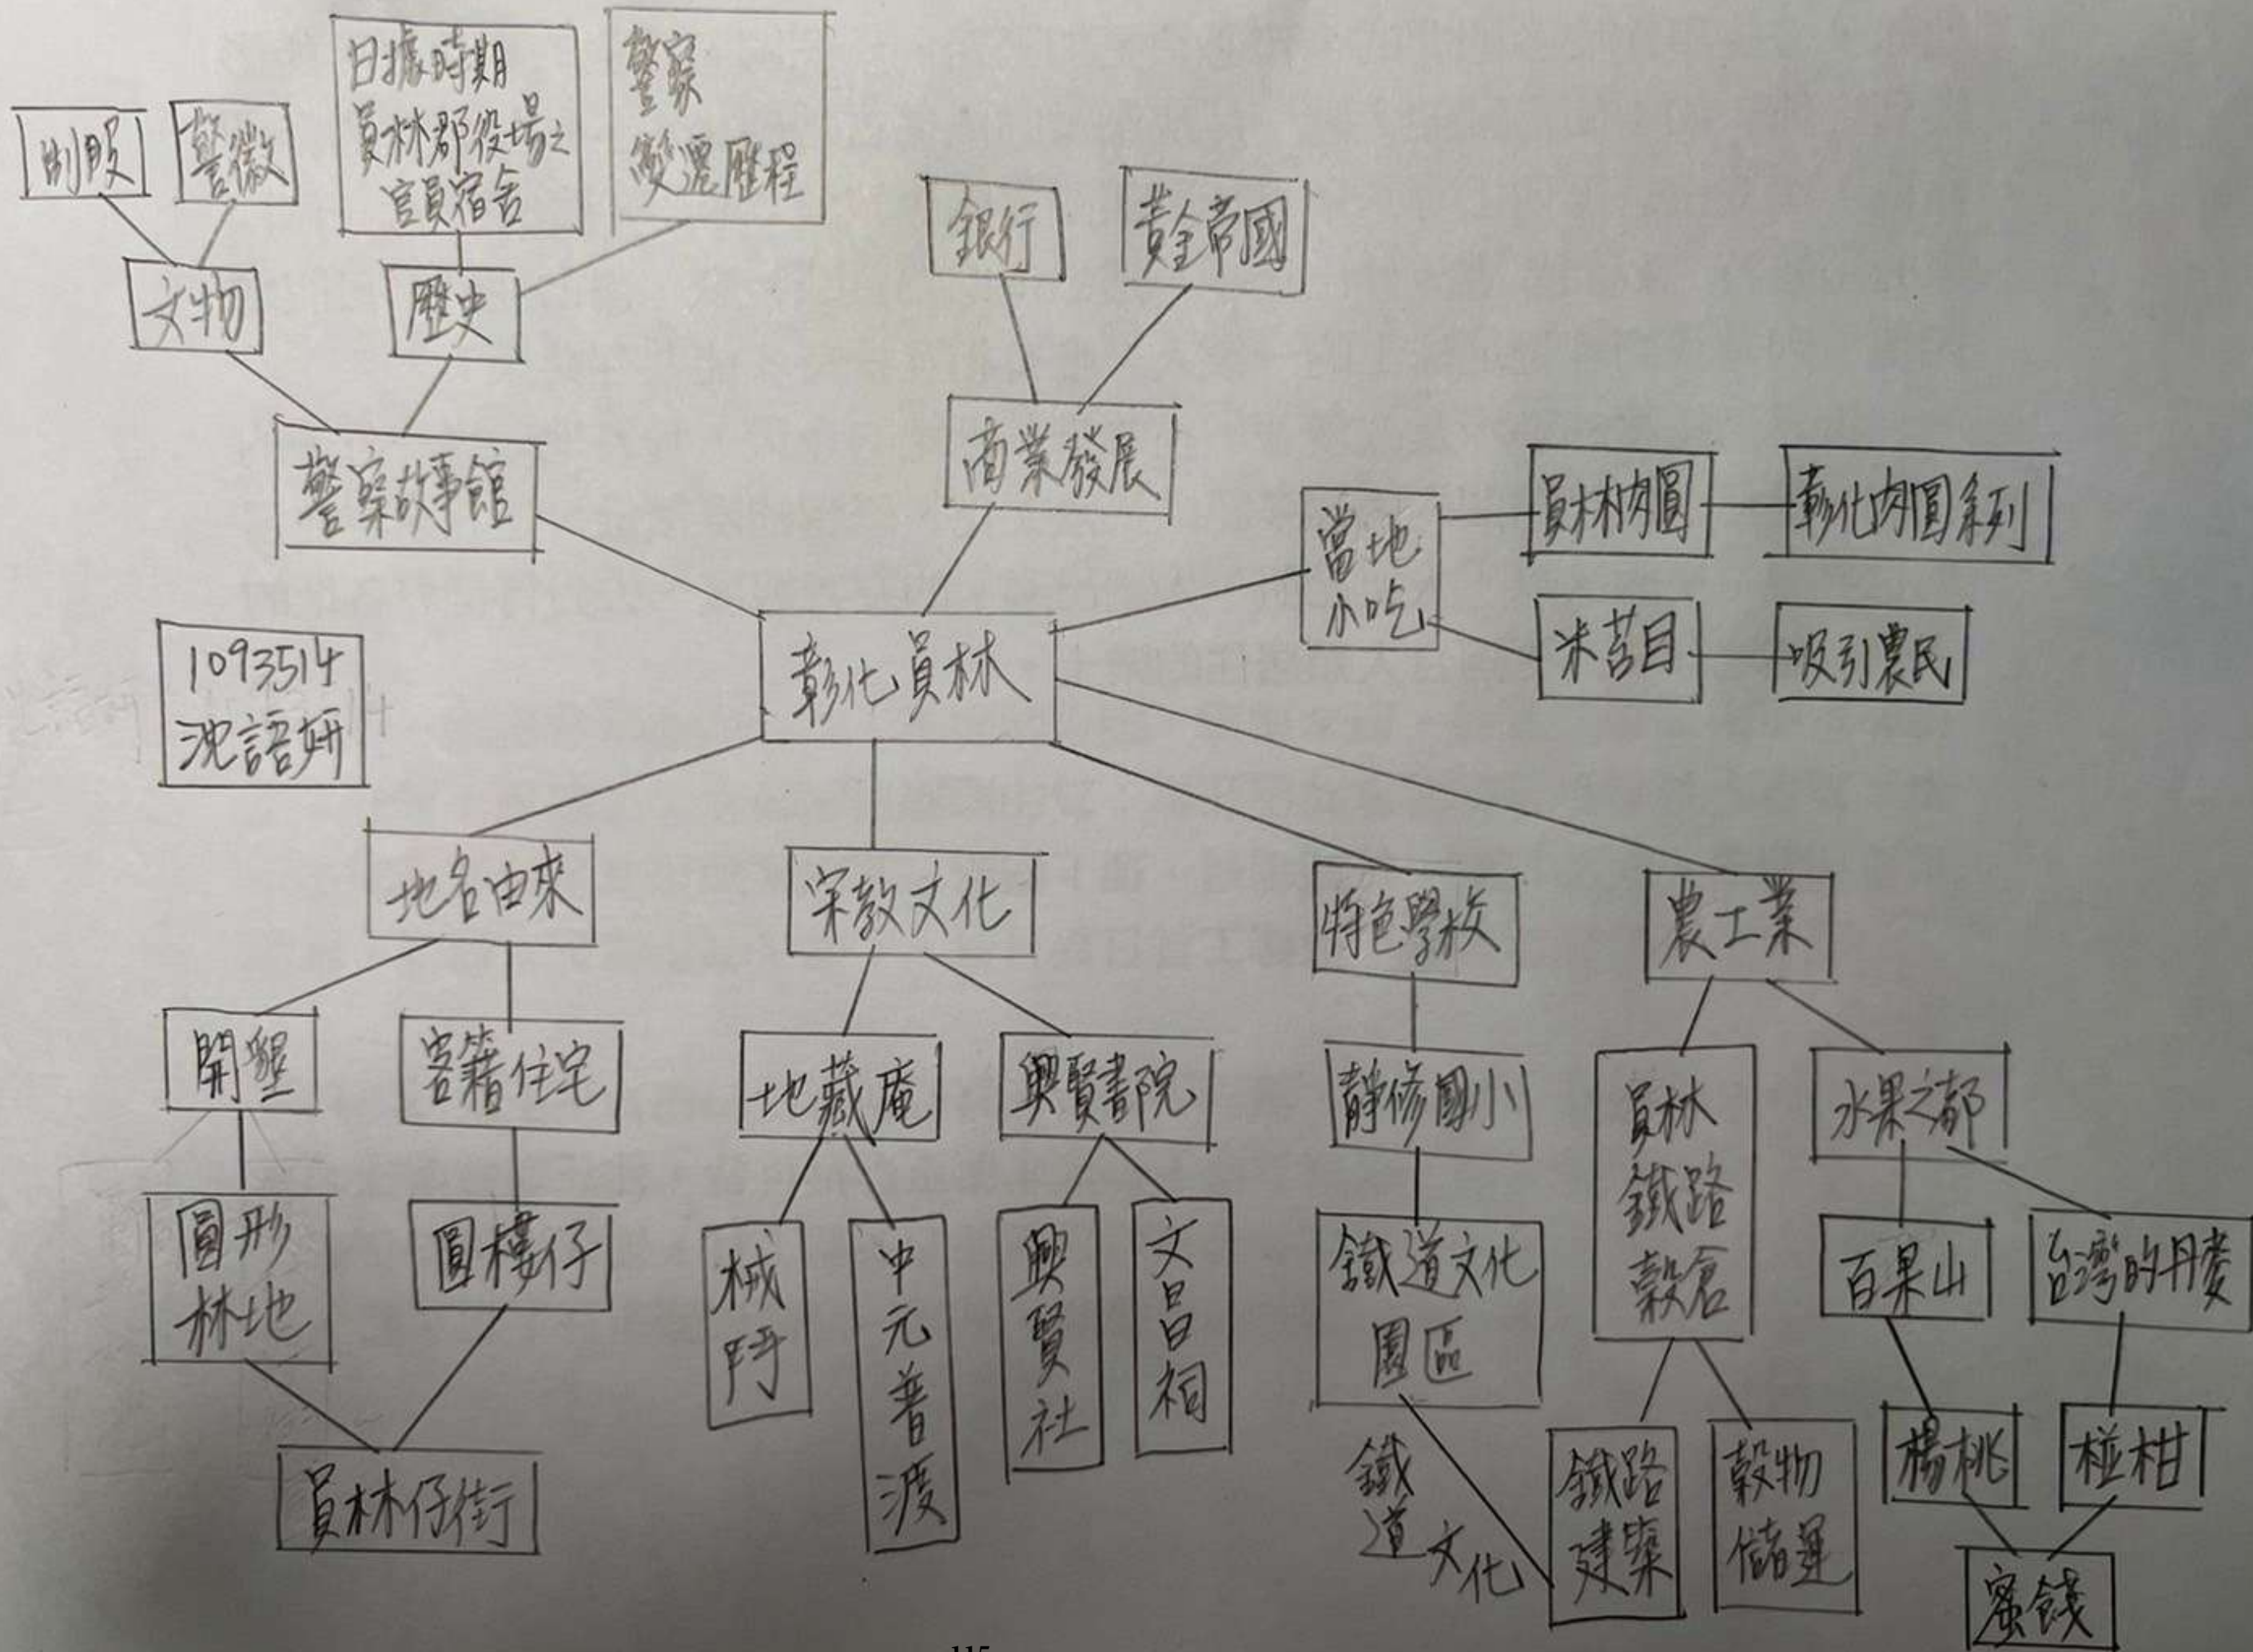 制服
警徽
日據時期
員林郡役場之
官員宿舍
警察
變遷歷程
文物
歷史
銀行
黃金帝國
警察故事館
商業發展
當地
小吃
員林肉圓
彰化肉圓系列
米苔目
吸引農民
彰化員林
1093514
沈語妍
地名由來
宗教文化
特色學校
農工業
開墾
客籍住宅
地藏庵
興賢書院
靜修國小
員林
鐵路
穀倉
水果之都
圓形
林地
圓樓仔
械
鬥
中
元
普
渡
興
賢
社
文
昌
祠
鐵道文化
園區
百果山
台灣的丹麥
員林仔街
鐵
道
文
化
鐵路
建築
穀物
儲運
楊桃
椪柑
蜜餞
115